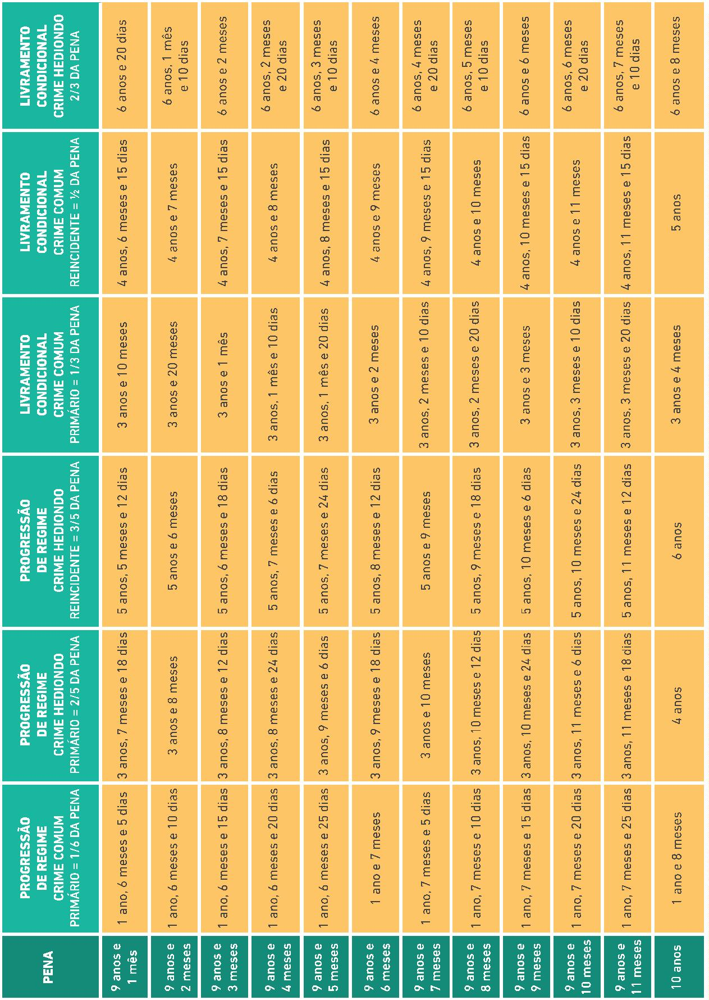 PENA
PROGRESSÃO
DE REGIME
CRIME COMUM
PRIMÁRIO = 1/6 DA PENA
PROGRESSÃO
DE REGIME
CRIME HEDIONDO
PRIMÁRIO = 2/5 DA PENA
PROGRESSÃO
DE REGIME
CRIME HEDIONDO
REINCIDENTE = 3/5 DA PENA
LIVRAMENTO
CONDICIONAL
CRIME COMUM
PRIMÁRIO = 1/3 DA PENA
LIVRAMENTO
CONDICIONAL
CRIME COMUM
REINCIDENTE = ½ DA PENA
LIVRAMENTO
CONDICIONAL
CRIME HEDIONDO
2/3 DA PENA
9 anos e
1 mês
1 ano, 6 meses e 5 dias
3 anos, 7 meses e 18 dias
5 anos, 5 meses e 12 dias
3 anos e 10 meses
4 anos, 6 meses e 15 dias
6 anos e 20 dias
9 anos e
2 meses
1 ano, 6 meses e 10 dias
3 anos e 8 meses
5 anos e 6 meses
3 anos e 20 meses
4 anos e 7 meses
6 anos, 1 mês
e 10 dias
9 anos e
3 meses
1 ano, 6 meses e 15 dias
3 anos, 8 meses e 12 dias
5 anos, 6 meses e 18 dias
3 anos e 1 mês
4 anos, 7 meses e 15 dias
6 anos e 2 meses
9 anos e
4 meses
1 ano, 6 meses e 20 dias
3 anos, 8 meses e 24 dias
5 anos, 7 meses e 6 dias
3 anos, 1 mês e 10 dias
4 anos e 8 meses
6 anos, 2 meses
e 20 dias
9 anos e
5 meses
1 ano, 6 meses e 25 dias
3 anos, 9 meses e 6 dias
5 anos, 7 meses e 24 dias
3 anos, 1 mês e 20 dias
4 anos, 8 meses e 15 dias
6 anos, 3 meses
e 10 dias
9 anos e
6 meses
1 ano e 7 meses
3 anos, 9 meses e 18 dias
5 anos, 8 meses e 12 dias
3 anos e 2 meses
4 anos e 9 meses
6 anos e 4 meses
9 anos e
7 meses
1 ano, 7 meses e 5 dias
3 anos e 10 meses
5 anos e 9 meses
3 anos, 2 meses e 10 dias
4 anos, 9 meses e 15 dias
6 anos, 4 meses
e 20 dias
9 anos e
8 meses
1 ano, 7 meses e 10 dias
3 anos, 10 meses e 12 dias
5 anos, 9 meses e 18 dias
3 anos, 2 meses e 20 dias
4 anos e 10 meses
6 anos, 5 meses
e 10 dias
9 anos e
9 meses
1 ano, 7 meses e 15 dias
3 anos, 10 meses e 24 dias
5 anos, 10 meses e 6 dias
3 anos e 3 meses
4 anos, 10 meses e 15 dias
6 anos e 6 meses
9 anos e
10 meses
1 ano, 7 meses e 20 dias
3 anos, 11 meses e 6 dias
5 anos, 10 meses e 24 dias
3 anos, 3 meses e 10 dias
4 anos e 11 meses
6 anos, 6 meses
e 20 dias
9 anos e
11 meses
1 ano, 7 meses e 25 dias
3 anos, 11 meses e 18 dias
5 anos, 11 meses e 12 dias
3 anos, 3 meses e 20 dias
4 anos, 11 meses e 15 dias
6 anos, 7 meses
e 10 dias
10 anos
1 ano e 8 meses
4 anos
6 anos
3 anos e 4 meses
5 anos
6 anos e 8 meses